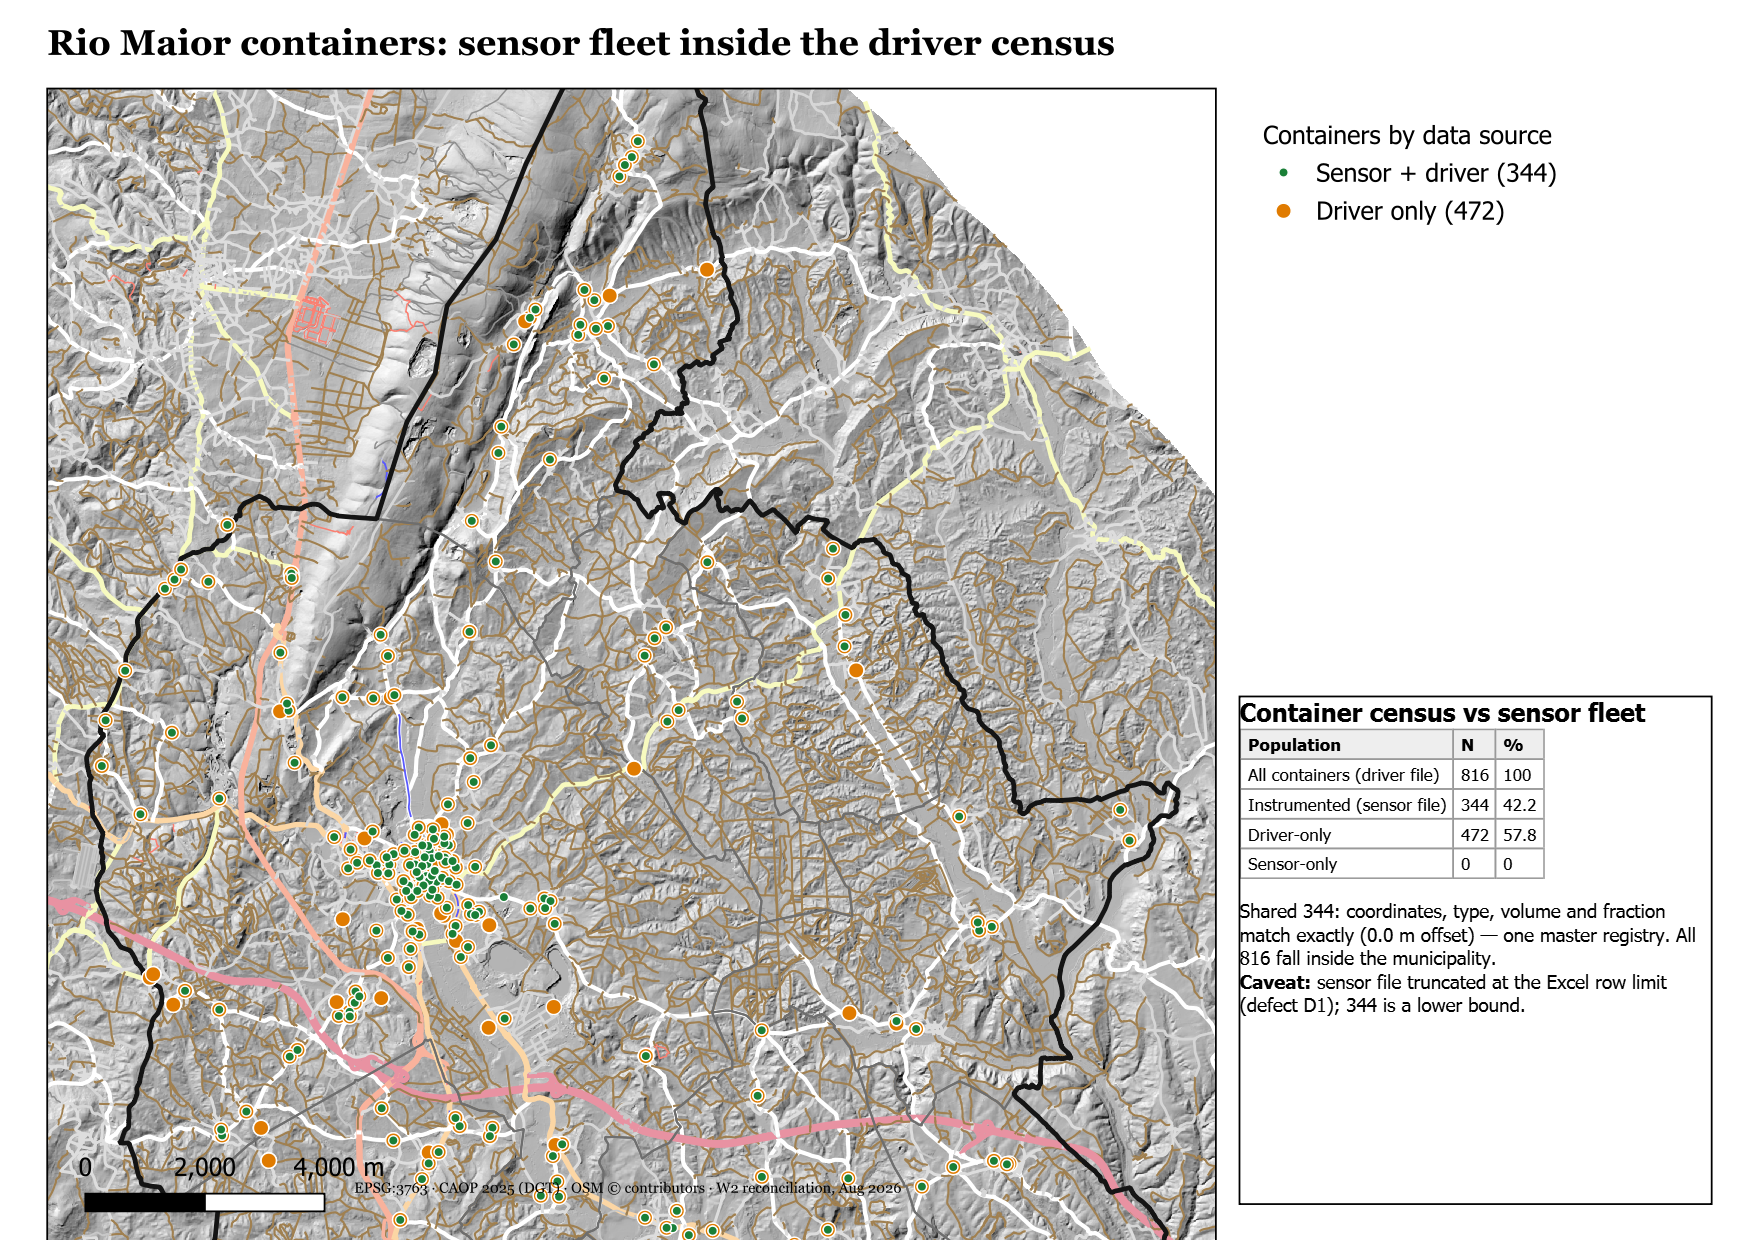 Rio Maior containers: sensor fleet inside the driver census
Containers by data source
Sensor + driver (344)
Driver only (472)
Container census vs sensor fleet
Population N %
All containers (driver file) 816 100
Instrumented (sensor file) 344 42.2
Driver-only 472 57.8
Sensor-only 0 0
Shared 344: coordinates, type, volume and fraction
match exactly (0.0 m offset) — one master registry. All
816 fall inside the municipality.
Caveat: sensor file truncated at the Excel row limit
(defect D1); 344 is a lower bound.
0 2,000 4,000 m
EPSG:3763 · CAOP 2025 (DGT) · OSM © contributors · W2 reconciliation, Aug 2026